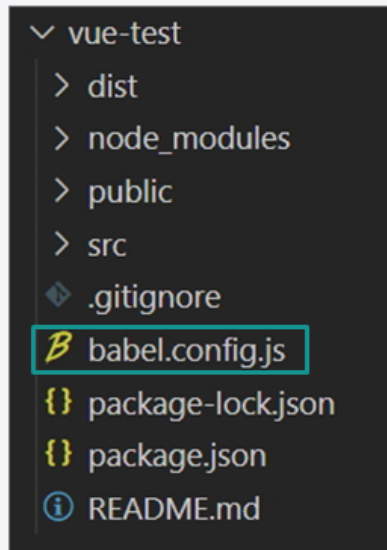 vue-test
dist
node_modules
public
src
.gitignore
babel.config.js
package-lock.json
package.json
README.md